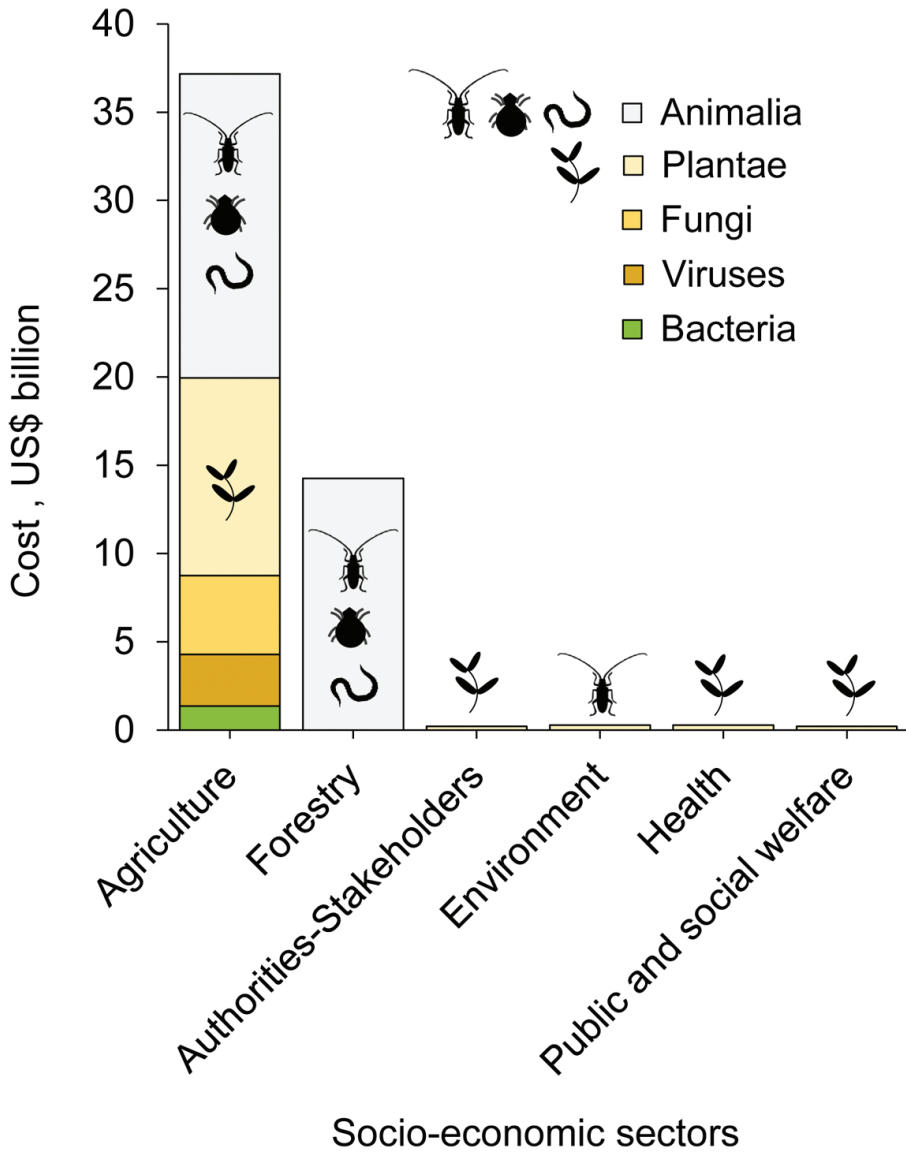 40
35
30
25
20
15
10
5
0
Cost , US$ billion
Animalia
Plantae
Fungi
Viruses
Bacteria
Agriculture
Forestry
Authorities-Stakeholders
Environment
Health
Public and social welfare
Socio-economic sectors